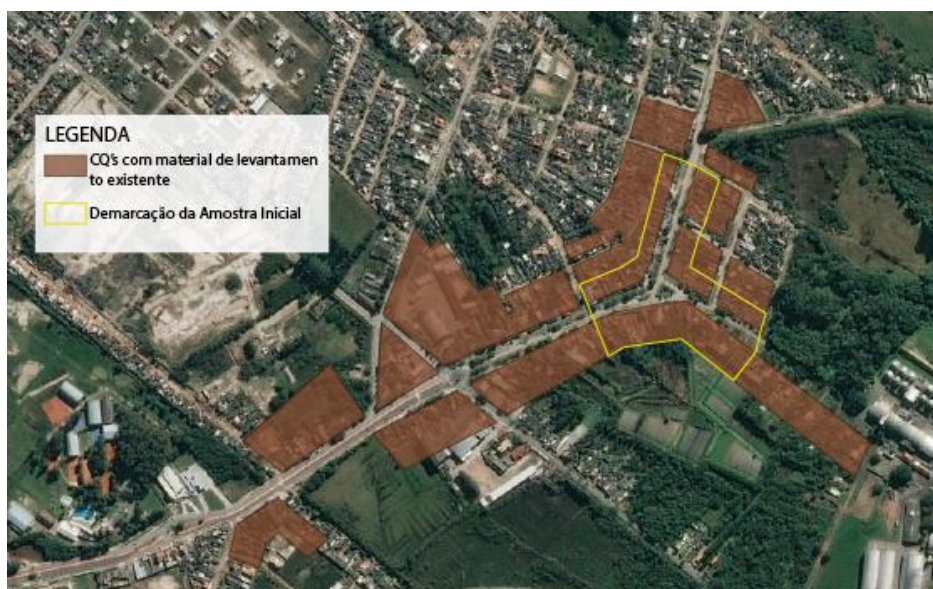 LEGENDA
CQ's com material de levantamen
to existente
Demarcação da Amostra Inicial